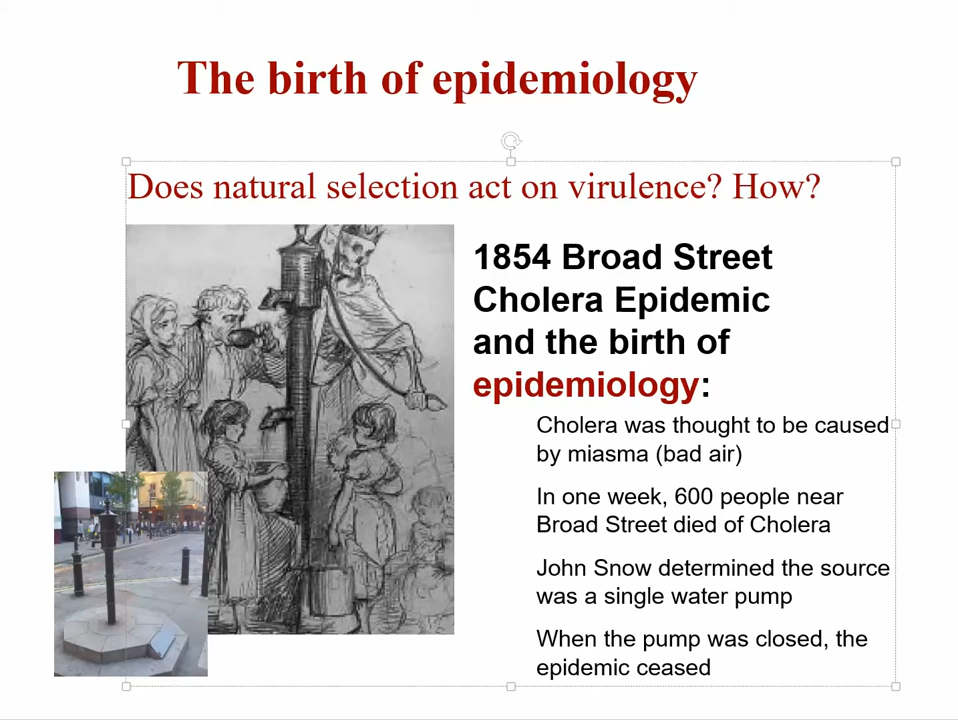 The birth of epidemiology
Does natural selection act on virulence? How?
1854 Broad Street
Cholera Epidemic
and the birth of
epidemiology:
Cholera was thought to be caused
by miasma (bad air)
In one week, 600 people near
Broad Street died of Cholera
John Snow determined the source
was a single water pump
When the pump was closed, the
epidemic ceased